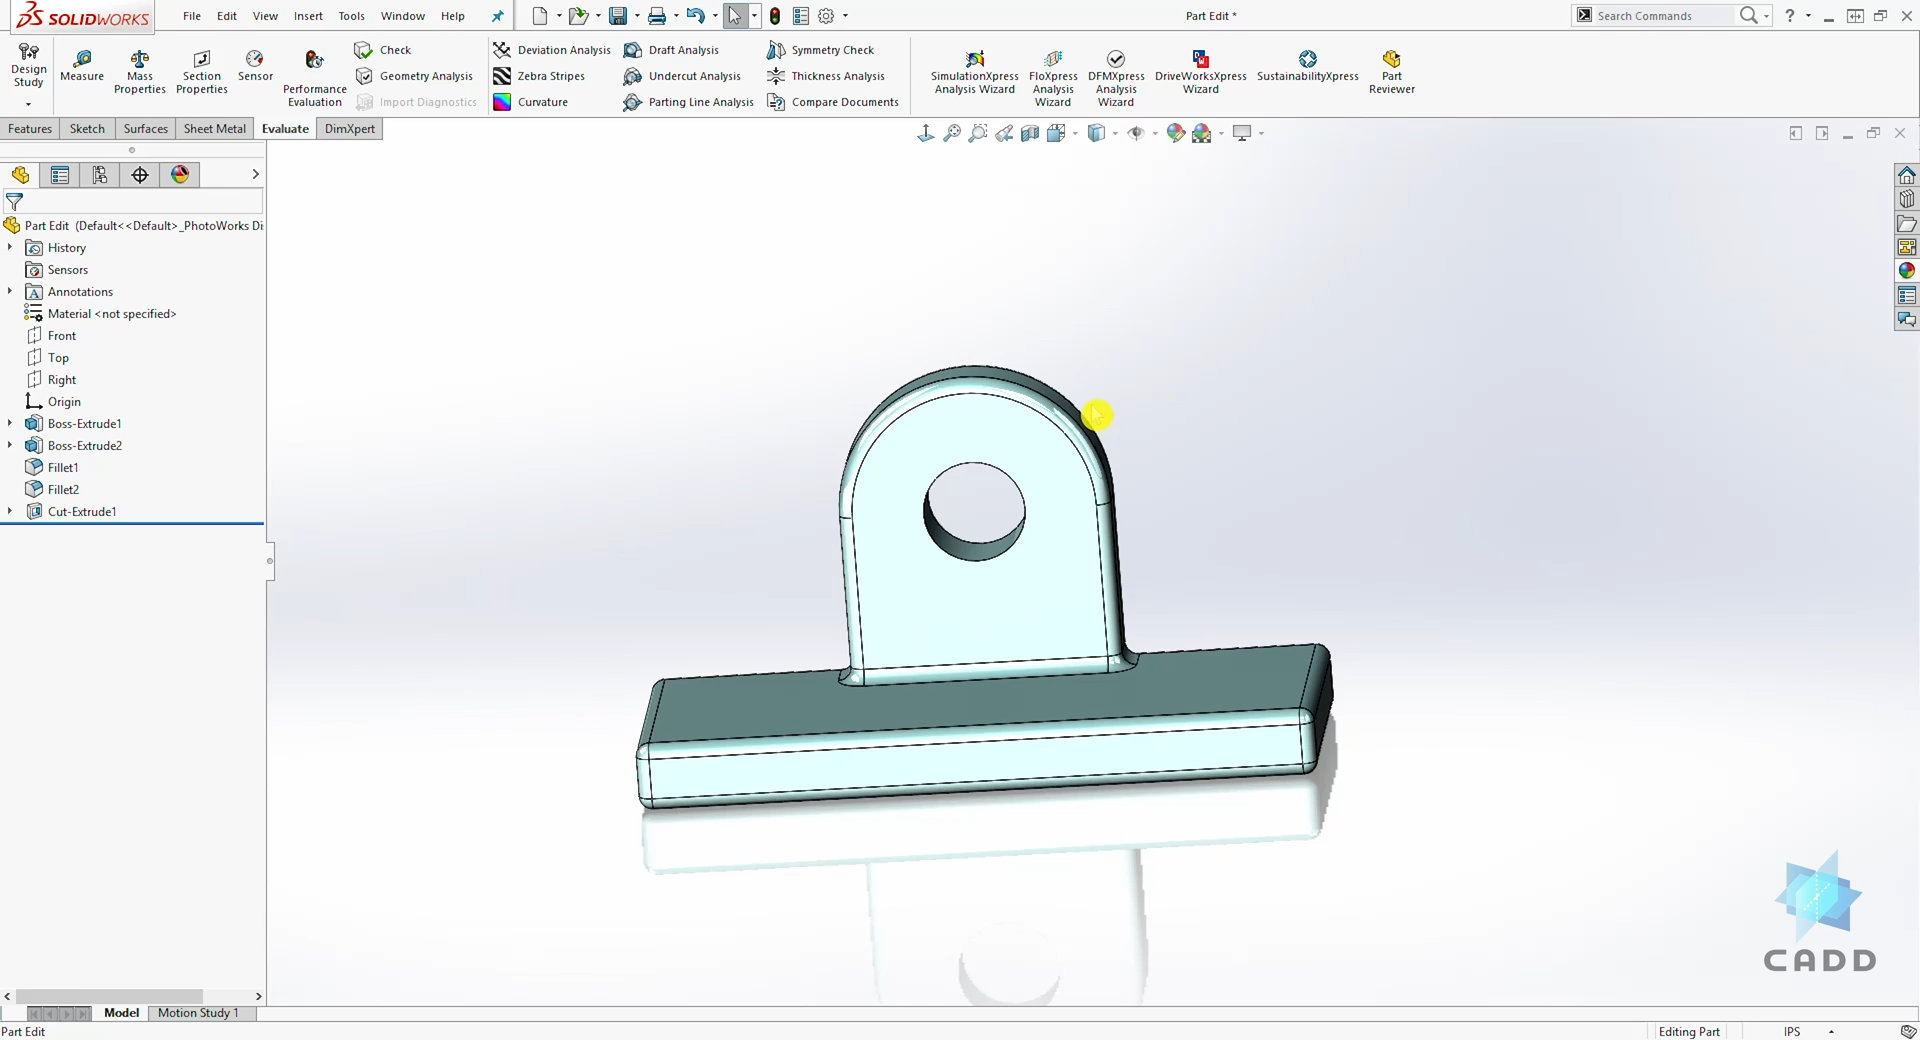 SOLIDWORKS File Edit View Insert Tools Window Help Part Edit * Search Commands ?
Design Study
Measure
Mass Properties
Section Properties
Sensor
Performance Evaluation
Check
Geometry Analysis
Import Diagnostics
Deviation Analysis
Zebra Stripes
Curvature
Draft Analysis
Undercut Analysis
Parting Line Analysis
Symmetry Check
Thickness Analysis
Compare Documents
SimulationXpress Analysis Wizard
FloXpress Analysis Wizard
DFMXpress Analysis Wizard
DriveWorksXpress Wizard
SustainabilityXpress
Part Reviewer
Features Sketch Surfaces Sheet Metal Evaluate DimXpert
Part Edit (Default<<Default>_PhotoWorks Di
History
Sensors
Annotations
Material <not specified>
Front
Top
Right
Origin
Boss-Extrude1
Boss-Extrude2
Fillet1
Fillet2
Cut-Extrude1
CADD
Model Motion Study 1
Part Edit Editing Part IPS